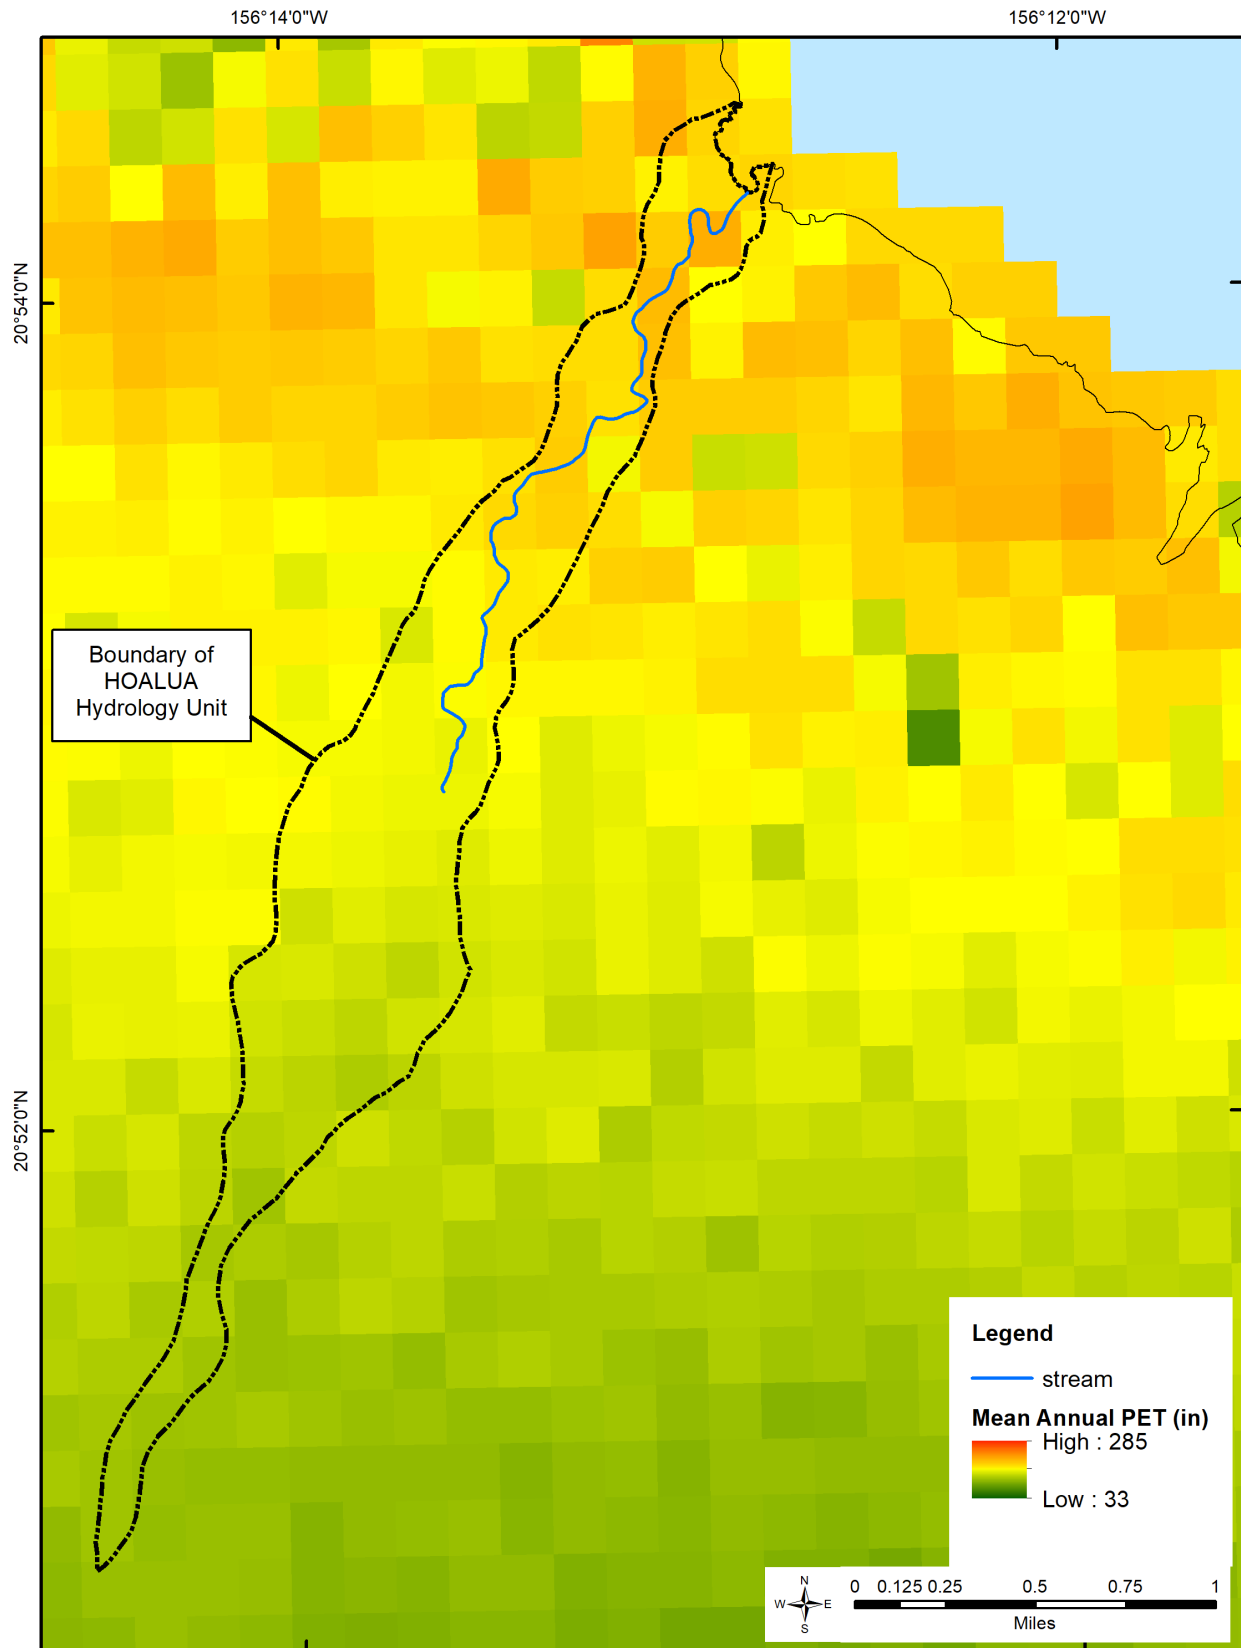 156°14'0"W
156°12'0"W
20°54'0"N
20°52'0"N
Boundary of
HOALUA
Hydrology Unit
Legend
stream
Mean Annual PET (in)
High : 285
Low : 33
N
W E
S
0 0.125 0.25 0.5 0.75 1
Miles